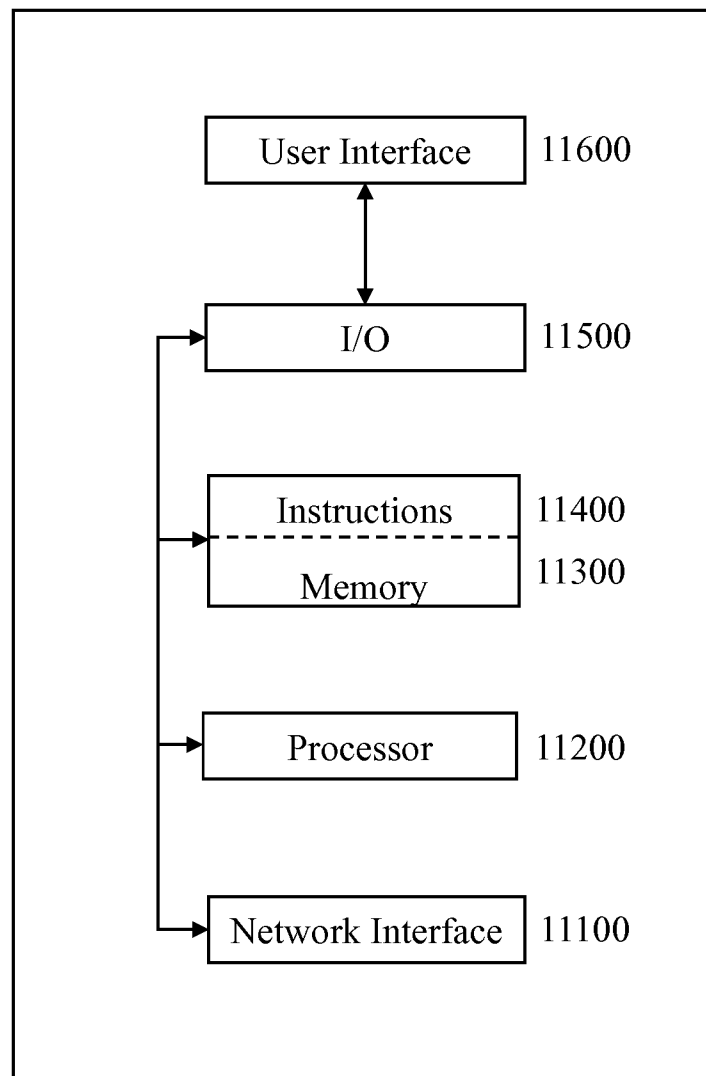 User Interface 11600
I/O 11500
Instructions 11400
Memory 11300
Processor 11200
Network Interface 11100